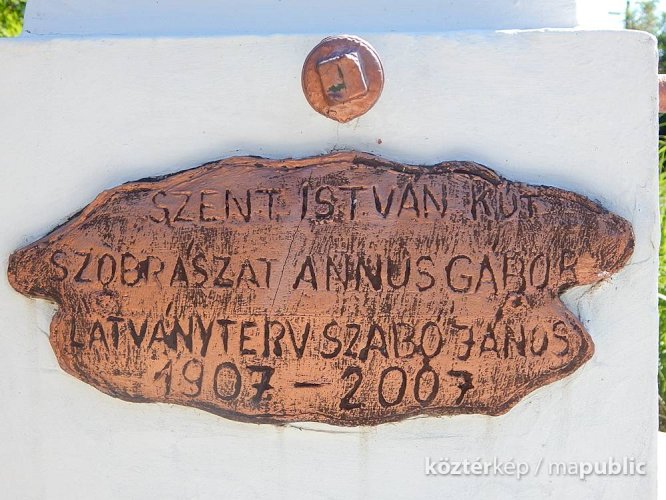 SZENT ISTVÁN KÚT
SZOBRÁSZAT ANNUS GÁBOR
LÁTVÁNYTERV SZABÓ JÁNOS
1907 – 2007
köztérkép / mapublic